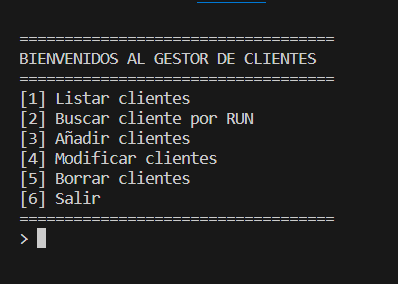 ===================================
BIENVENIDOS AL GESTOR DE CLIENTES
===================================
[1] Listar clientes
[2] Buscar cliente por RUN
[3] Añadir clientes
[4] Modificar clientes
[5] Borrar clientes
[6] Salir
===================================
>